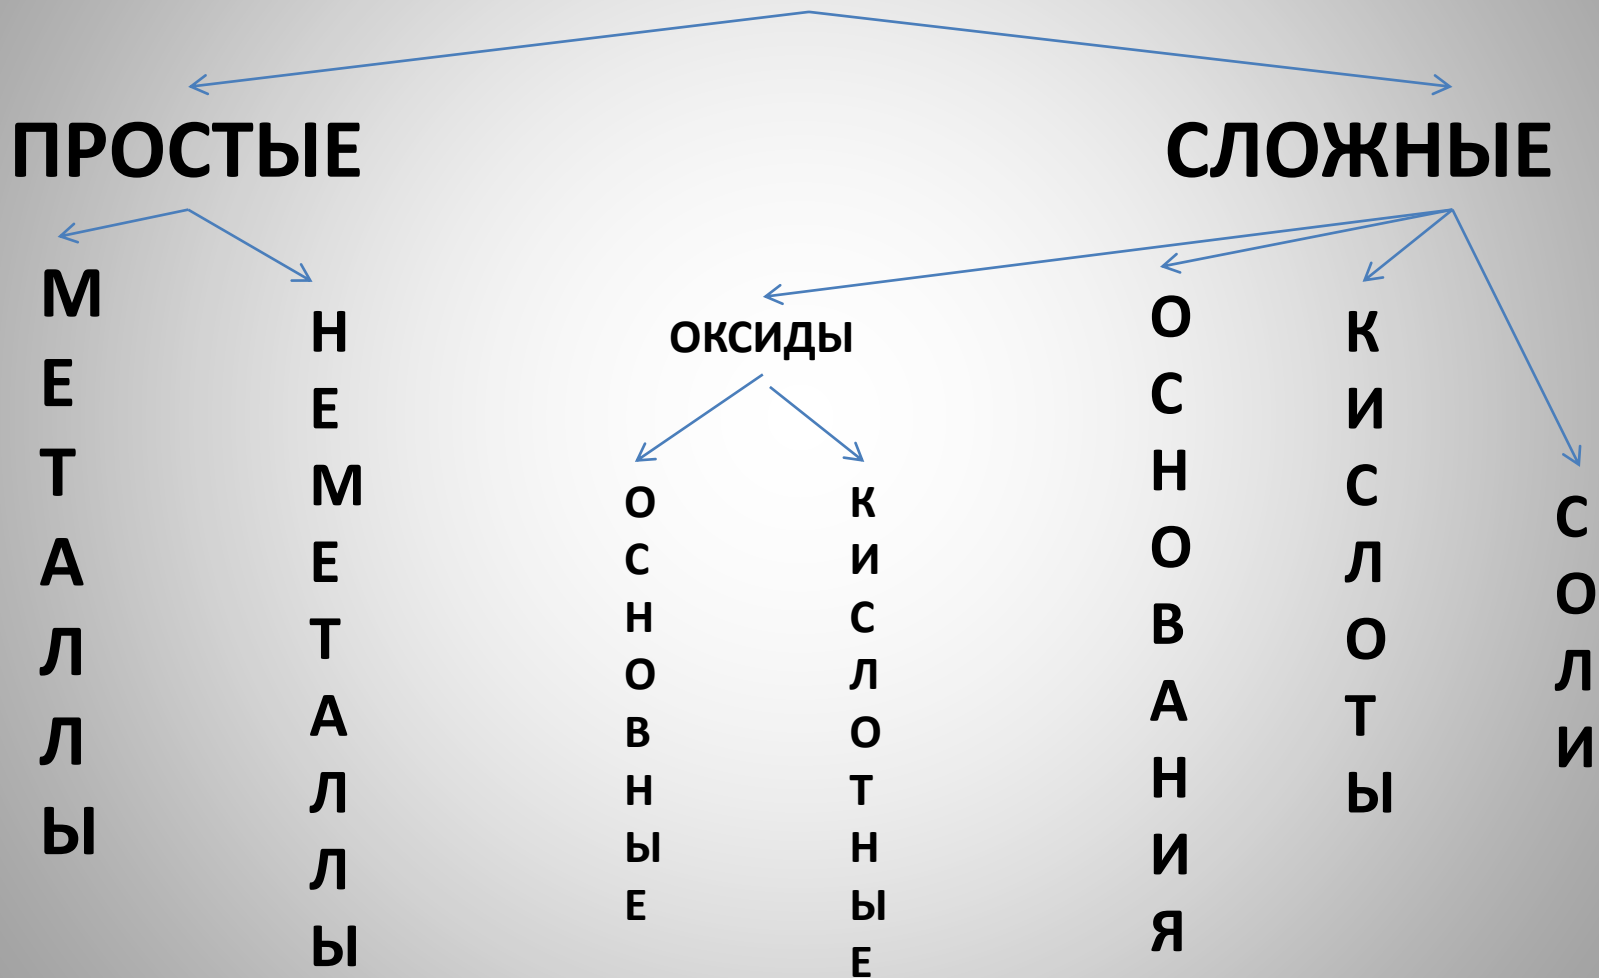 ПРОСТЫЕ
СЛОЖНЫЕ
МЕТАЛЛЫ
НЕМЕТАЛЛЫ
ОКСИДЫ
ОСНОВНЫЕ
КИСЛОТНЫЕ
ОСНОВАНИЯ
КИСЛОТЫ
СОЛИ